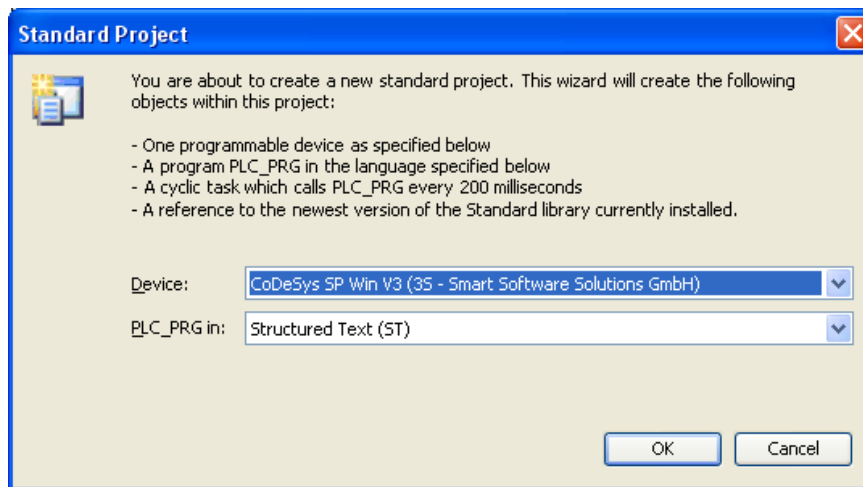 Standard Project
You are about to create a new standard project. This wizard will create the following
objects within this project:
- One programmable device as specified below
- A program PLC_PRG in the language specified below
- A cyclic task which calls PLC_PRG every 200 milliseconds
- A reference to the newest version of the Standard library currently installed.
Device: CoDeSys SP Win V3 (3S - Smart Software Solutions GmbH)
PLC_PRG in: Structured Text (ST)
OK Cancel